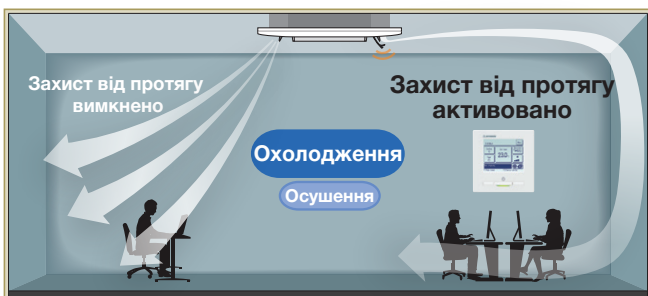 Захист від протягу
вимкнено
Захист від протягу
активовано
Охолодження
Осушення